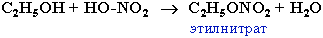 C₂H₅OH + HO-NO₂ → C₂H₅ONO₂ + H₂O
этилнитрат